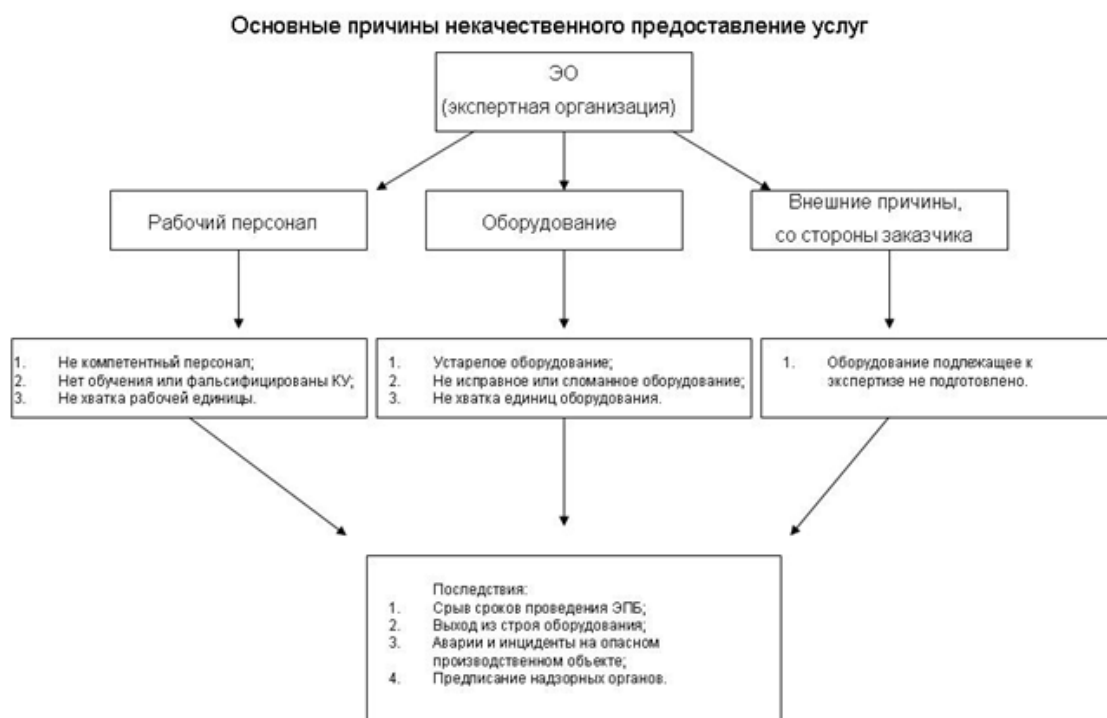 Основные причины некачественного предоставление услуг
ЭО
(экспертная организация)
Рабочий персонал
Оборудование
Внешние причины,
со стороны заказчика
1. Не компетентный персонал;
2. Нет обучения или фальсифицированы КУ;
3. Не хватка рабочей единицы.
1. Устарелое оборудование;
2. Не исправное или сломанное оборудование;
3. Не хватка единиц оборудования.
1. Оборудование подлежащее к
экспертизе не подготовлено.
Последствия:
1. Срыв сроков проведения ЭПБ;
2. Выход из строя оборудования;
3. Аварии и инциденты на опасном
производственном объекте;
4. Предписание надзорных органов.